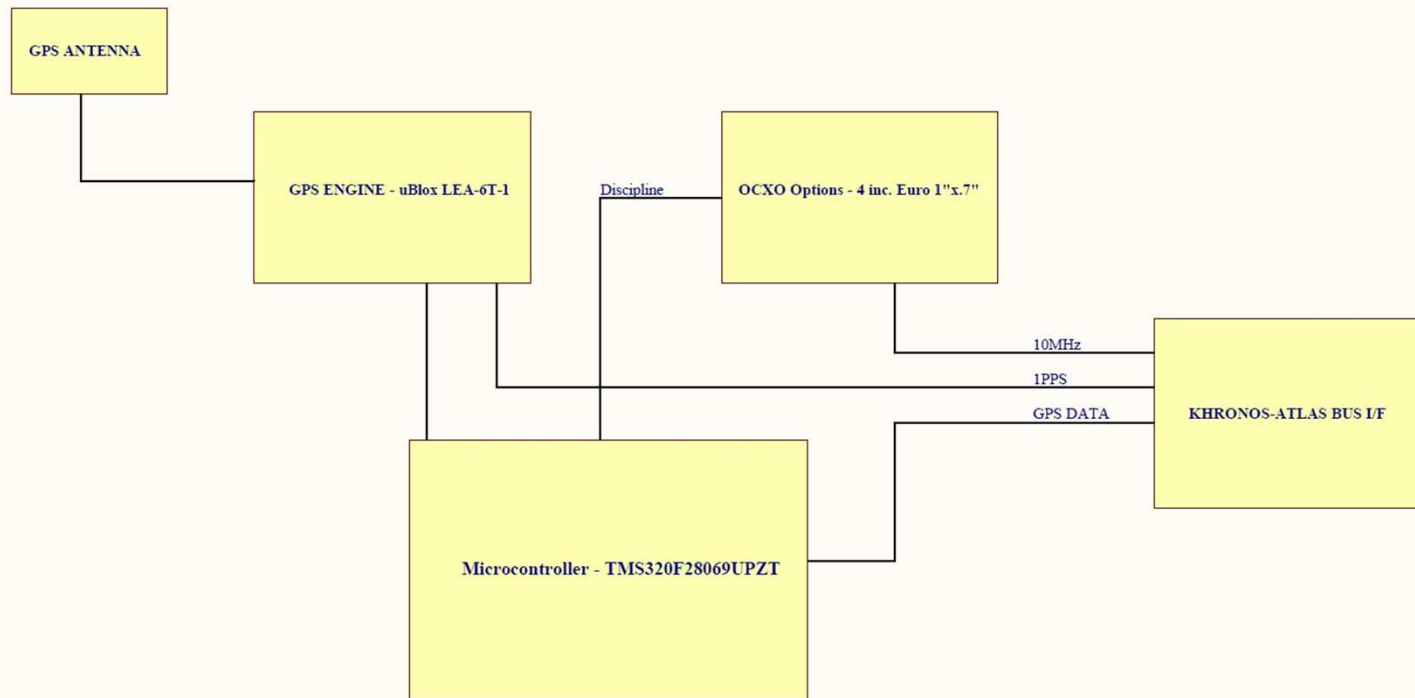 GPS ANTENNA
GPS ENGINE - uBlox LEA-6T-1
Discipline
OCXO Options - 4 inc. Euro 1"x.7"
10MHz
1PPS
GPS DATA
KHRONOS-ATLAS BUS I/F
Microcontroller - TMS320F28069UPZT